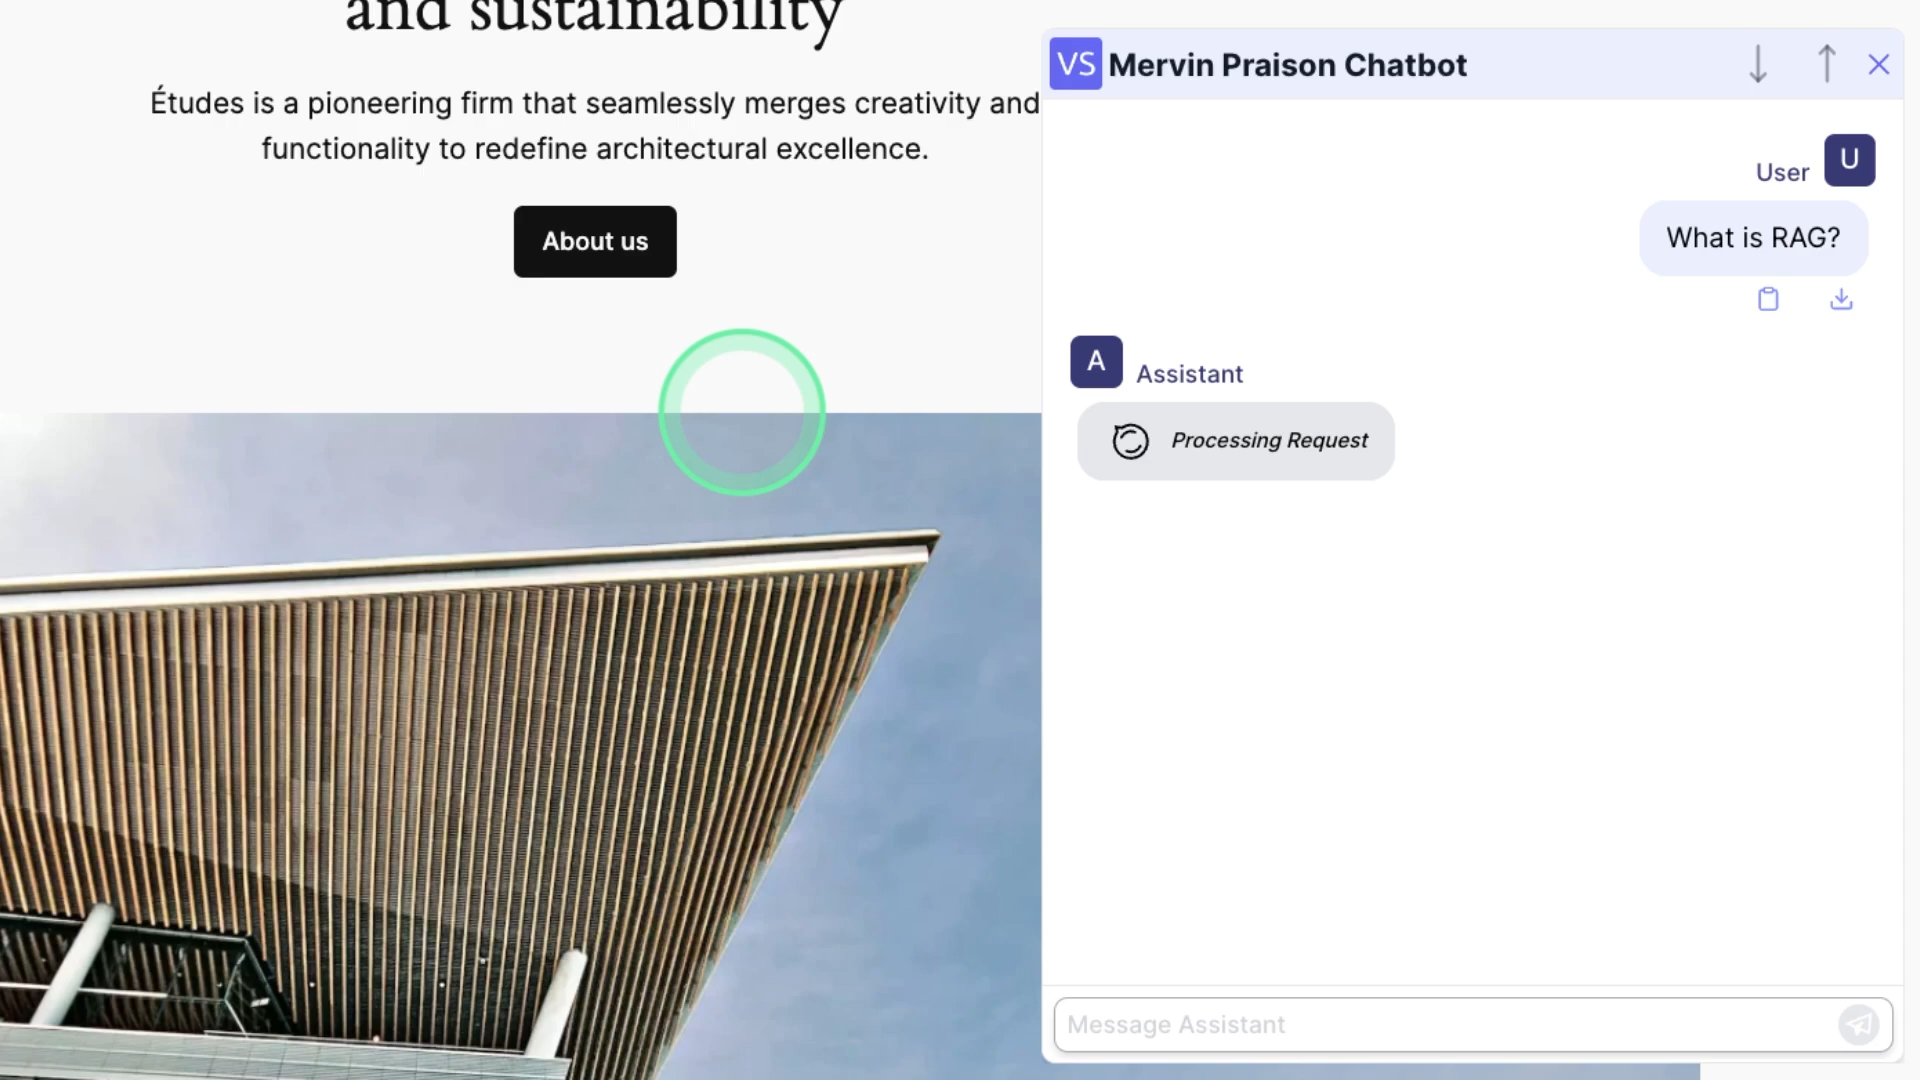 and sustainability
Études is a pioneering firm that seamlessly merges creativity and
functionality to redefine architectural excellence.
About us
VS Mervin Praison Chatbot
User U
What is RAG?
A Assistant
Processing Request
Message Assistant